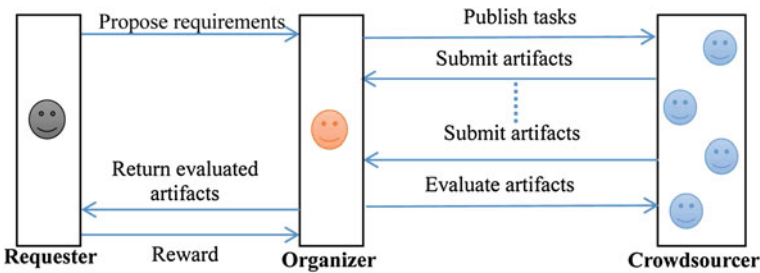 Propose requirements
Publish tasks
Submit artifacts
Submit artifacts
Return evaluated
artifacts
Evaluate artifacts
Reward
Requester
Organizer
Crowdsourcer